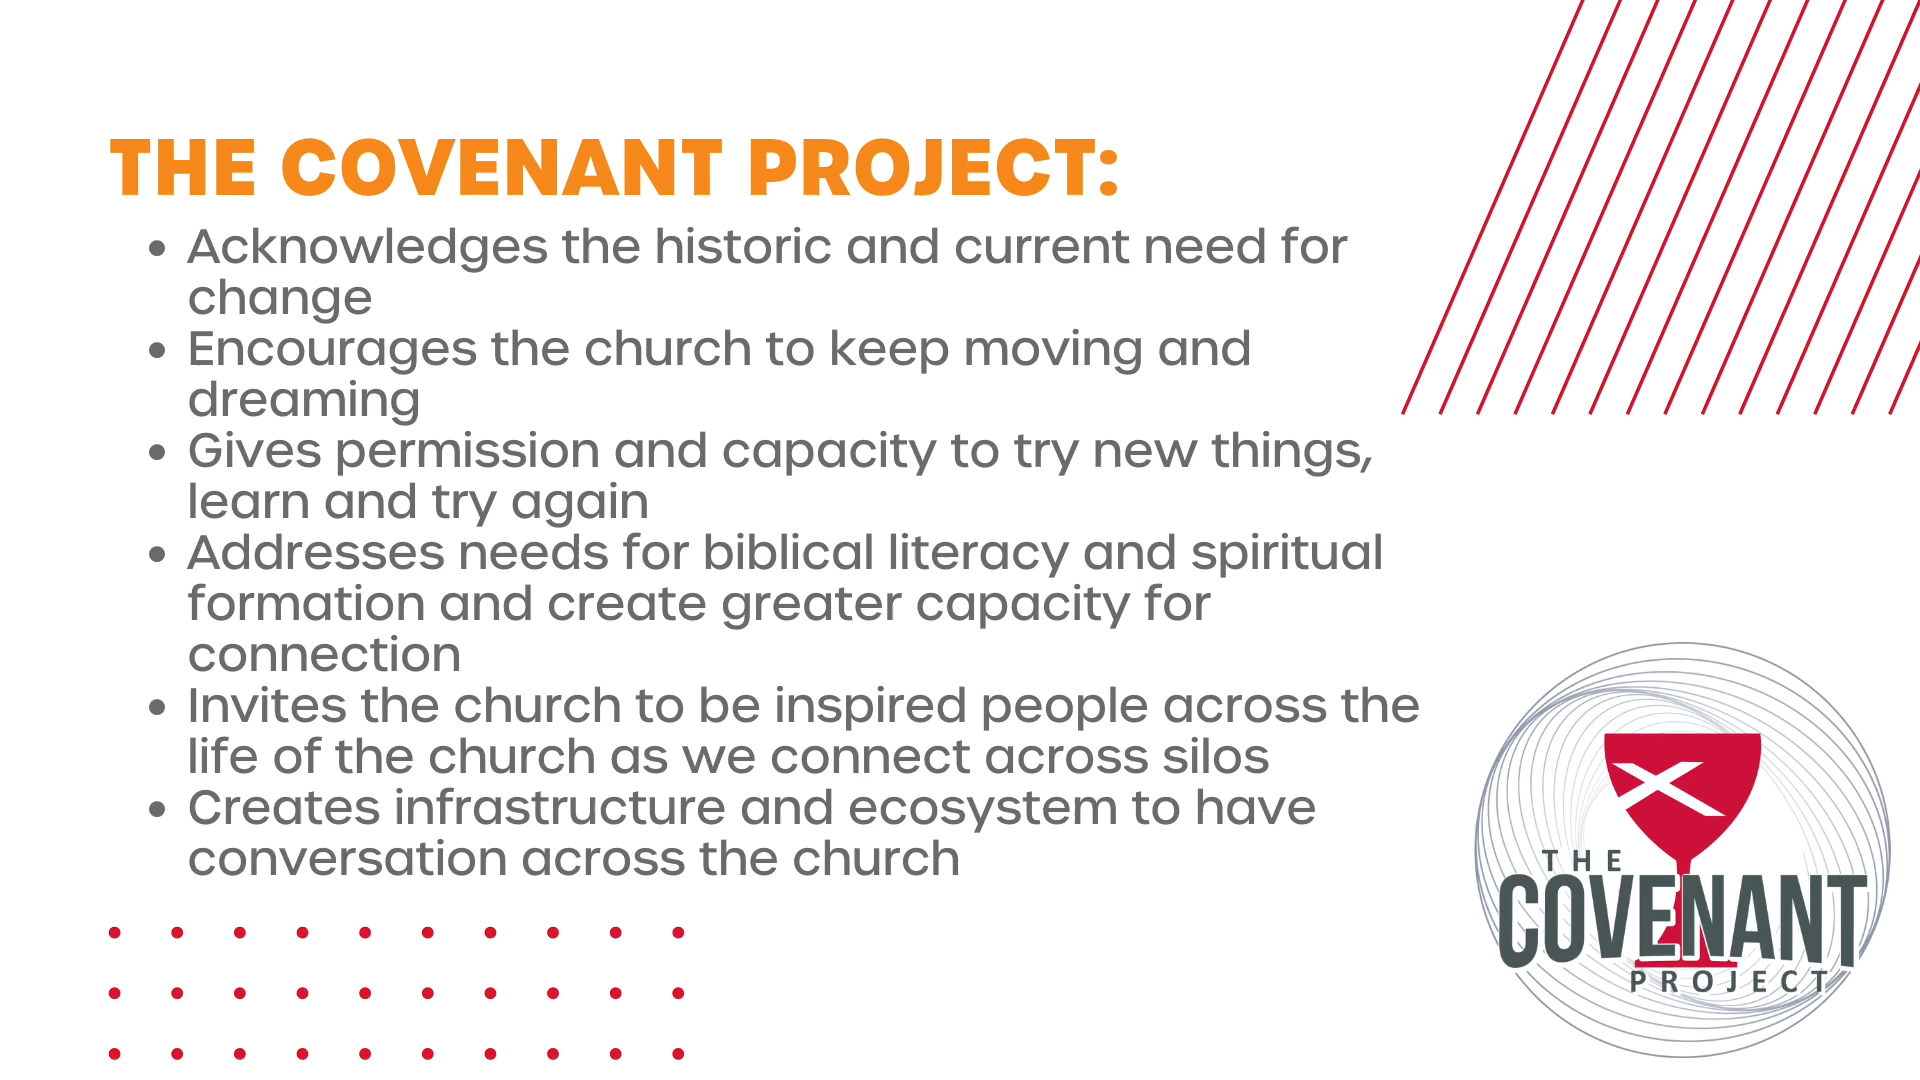 THE COVENANT PROJECT:
• Acknowledges the historic and current need for
change
• Encourages the church to keep moving and
dreaming
• Gives permission and capacity to try new things,
learn and try again
• Addresses needs for biblical literacy and spiritual
formation and create greater capacity for
connection
• Invites the church to be inspired people across the
life of the church as we connect across silos
• Creates infrastructure and ecosystem to have
conversation across the church
THE
COVENANT
PROJECT